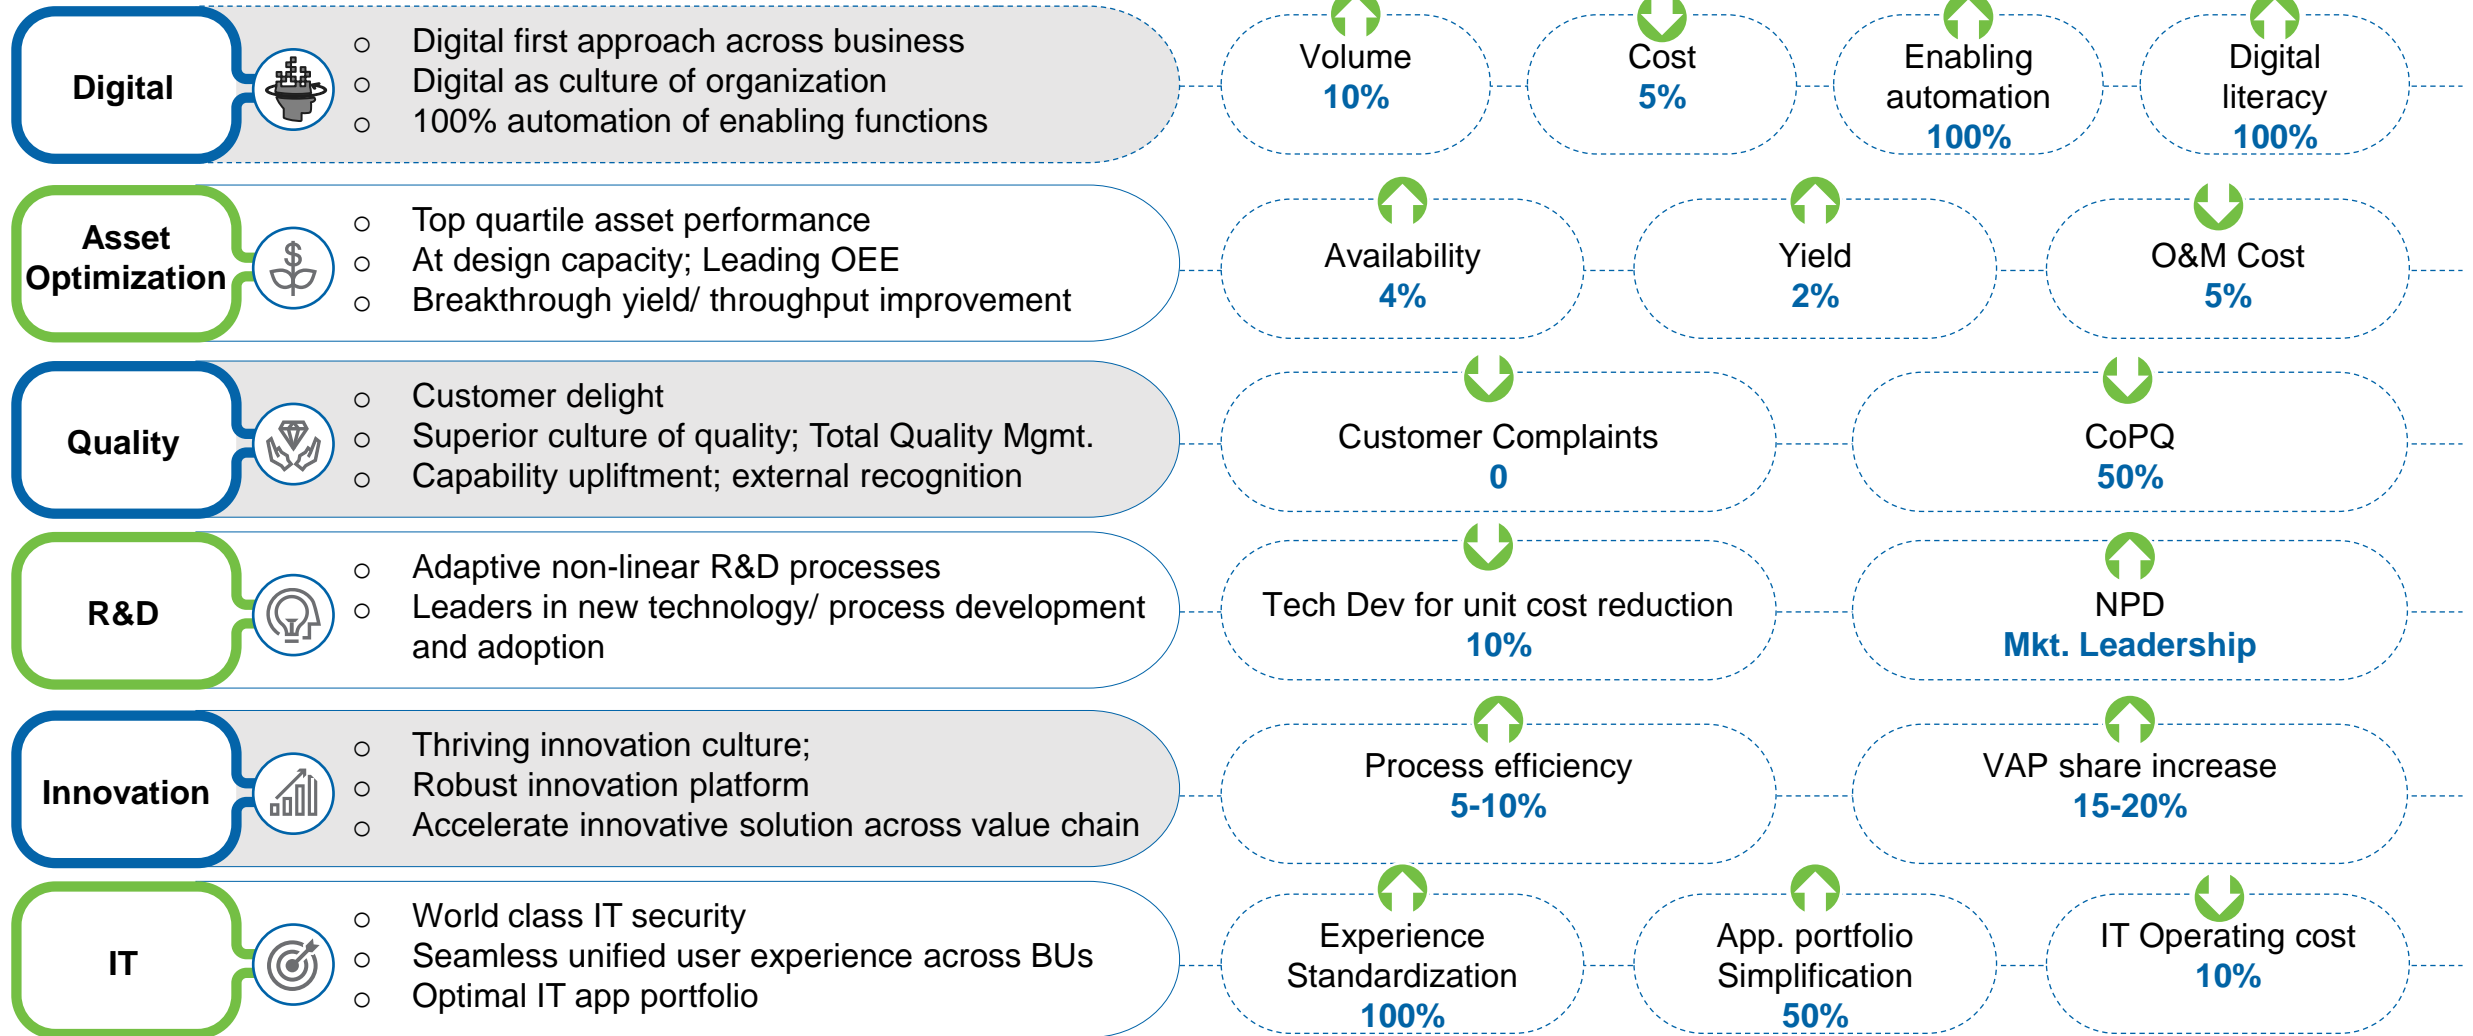 Digital
o Digital first approach across business
o Digital as culture of organization
o 100% automation of enabling functions
Volume
10%
Cost
5%
Enabling
automation
100%
Digital
literacy
100%
Asset
Optimization
o Top quartile asset performance
o At design capacity; Leading OEE
o Breakthrough yield/ throughput improvement
Availability
4%
Yield
2%
O&M Cost
5%
Quality
o Customer delight
o Superior culture of quality; Total Quality Mgmt.
o Capability upliftment; external recognition
Customer Complaints
0
CoPQ
50%
R&D
o Adaptive non-linear R&D processes
o Leaders in new technology/ process development
and adoption
Tech Dev for unit cost reduction
10%
NPD
Mkt. Leadership
Innovation
o Thriving innovation culture;
o Robust innovation platform
o Accelerate innovative solution across value chain
Process efficiency
5-10%
VAP share increase
15-20%
IT
o World class IT security
o Seamless unified user experience across BUs
o Optimal IT app portfolio
Experience
Standardization
100%
App. portfolio
Simplification
50%
IT Operating cost
10%